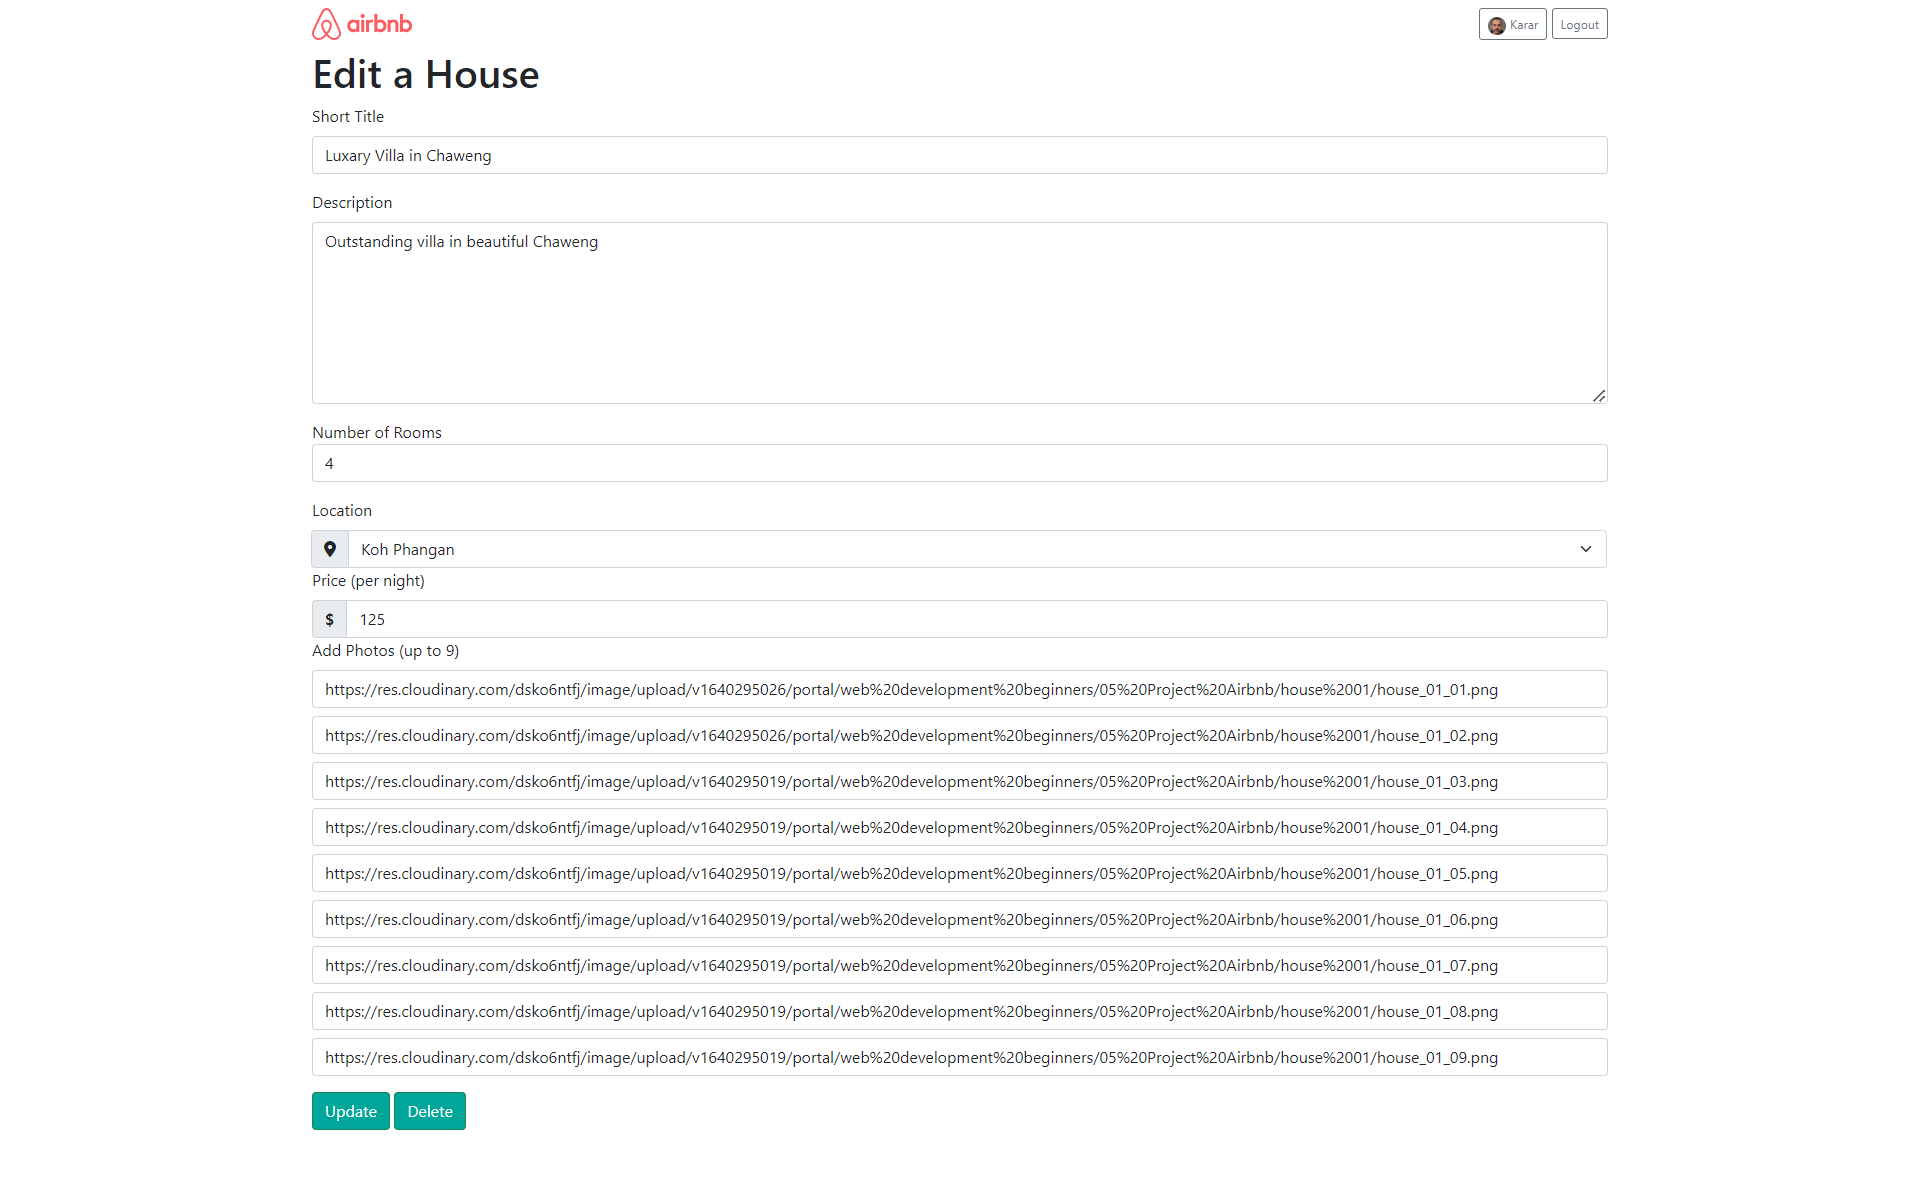 airbnb
Karar
Logout
Edit a House
Short Title
Luxary Villa in Chaweng
Description
Outstanding villa in beautiful Chaweng
Number of Rooms
4
Location
Koh Phangan
Price (per night)
$ 125
Add Photos (up to 9)
https://res.cloudinary.com/dsko6ntfj/image/upload/v1640295026/portal/web%20development%20beginners/05%20Project%20Airbnb/house%2001/house_01_01.png
https://res.cloudinary.com/dsko6ntfj/image/upload/v1640295026/portal/web%20development%20beginners/05%20Project%20Airbnb/house%2001/house_01_02.png
https://res.cloudinary.com/dsko6ntfj/image/upload/v1640295019/portal/web%20development%20beginners/05%20Project%20Airbnb/house%2001/house_01_03.png
https://res.cloudinary.com/dsko6ntfj/image/upload/v1640295019/portal/web%20development%20beginners/05%20Project%20Airbnb/house%2001/house_01_04.png
https://res.cloudinary.com/dsko6ntfj/image/upload/v1640295019/portal/web%20development%20beginners/05%20Project%20Airbnb/house%2001/house_01_05.png
https://res.cloudinary.com/dsko6ntfj/image/upload/v1640295019/portal/web%20development%20beginners/05%20Project%20Airbnb/house%2001/house_01_06.png
https://res.cloudinary.com/dsko6ntfj/image/upload/v1640295019/portal/web%20development%20beginners/05%20Project%20Airbnb/house%2001/house_01_07.png
https://res.cloudinary.com/dsko6ntfj/image/upload/v1640295019/portal/web%20development%20beginners/05%20Project%20Airbnb/house%2001/house_01_08.png
https://res.cloudinary.com/dsko6ntfj/image/upload/v1640295019/portal/web%20development%20beginners/05%20Project%20Airbnb/house%2001/house_01_09.png
Update
Delete